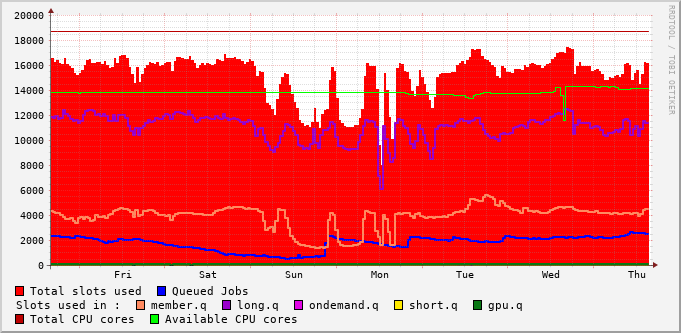 20000
18000
16000
14000
12000
10000
8000
6000
4000
2000
0
Fri Sat Sun Mon Tue Wed Thu
RRDTOOL / TOBI OETIKER
Total slots used Queued Jobs
Slots used in : member.q long.q ondemand.q short.q gpu.q
Total CPU cores Available CPU cores